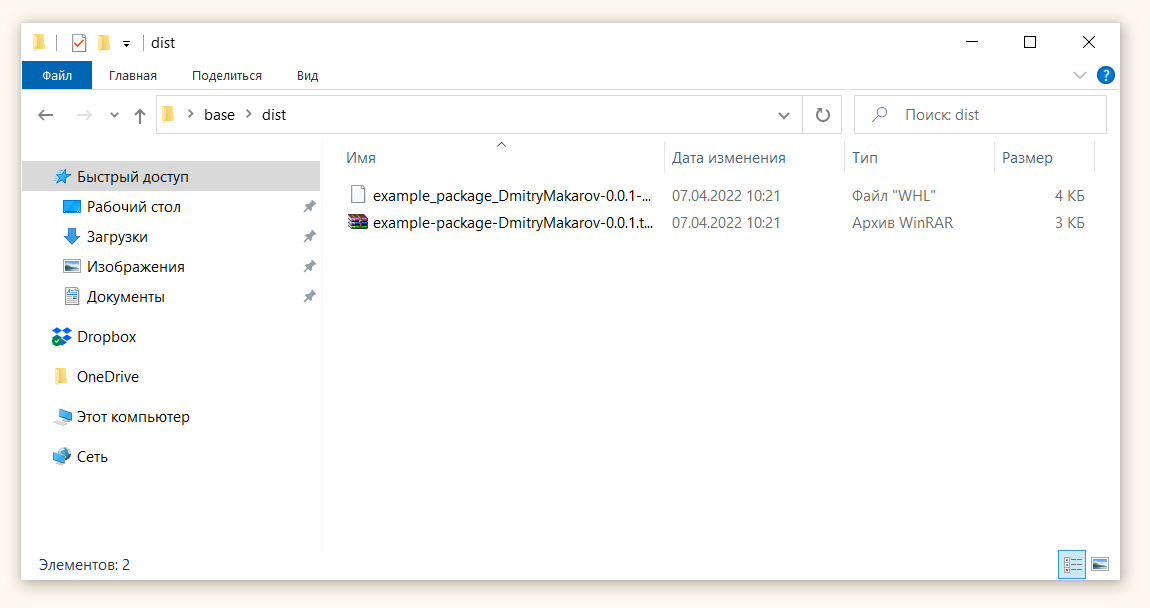 dist
Файл Главная Поделиться Вид
base dist
Поиск: dist
Имя Дата изменения Тип Размер
Быстрый доступ
Рабочий стол
Загрузки
Изображения
Документы
Dropbox
OneDrive
Этот компьютер
Сеть
example_package_DmitryMakarov-0.0.1-... 07.04.2022 10:21 Файл "WHL" 4 КБ
example-package-DmitryMakarov-0.0.1.t... 07.04.2022 10:21 Архив WinRAR 3 КБ
Элементов: 2